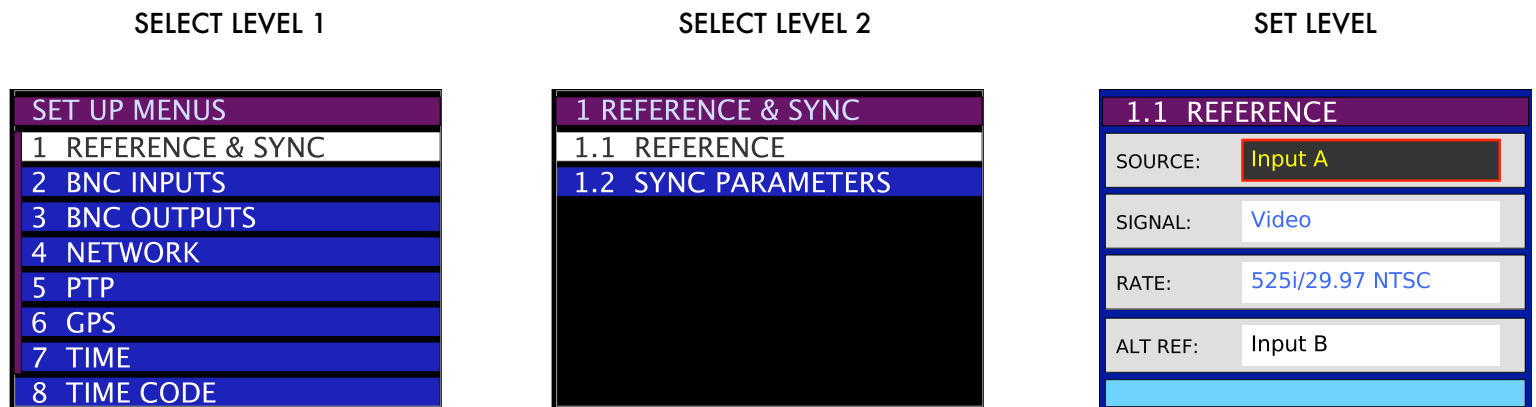 SELECT LEVEL 1
SET UP MENUS
1 REFERENCE & SYNC
2 BNC INPUTS
3 BNC OUTPUTS
4 NETWORK
5 PTP
6 GPS
7 TIME
8 TIME CODE
SELECT LEVEL 2
1 REFERENCE & SYNC
1.1 REFERENCE
1.2 SYNC PARAMETERS
SET LEVEL
1.1 REFERENCE
SOURCE: Input A
SIGNAL: Video
RATE: 525i/29.97 NTSC
ALT REF: Input B